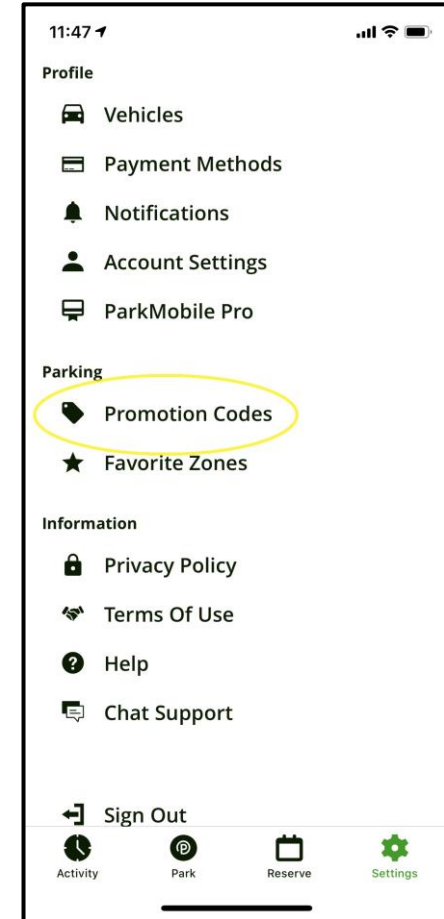 11:47
Profile
Vehicles
Payment Methods
Notifications
Account Settings
ParkMobile Pro
Parking
Promotion Codes
Favorite Zones
Information
Privacy Policy
Terms Of Use
Help
Chat Support
Sign Out
Activity Park Reserve Settings